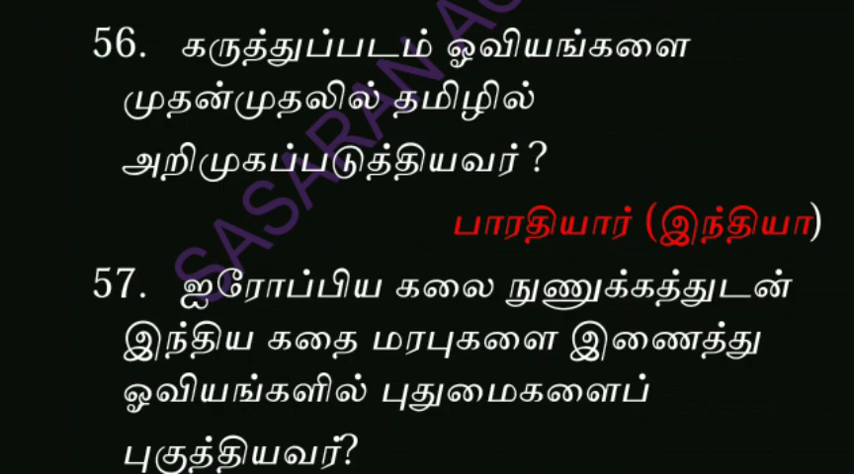 56. கருத்துப்படம் ஓவியங்களை
முதன்முதலில் தமிழில்
அறிமுகப்படுத்தியவர் ?
பாரதியார் (இந்தியா)
57. ஐரோப்பிய கலை நுணுக்கத்துடன்
இந்திய கதை மரபுகளை இணைத்து
ஓவியங்களில் புதுமைகளைப்
புகுத்தியவர்?
SASARAN